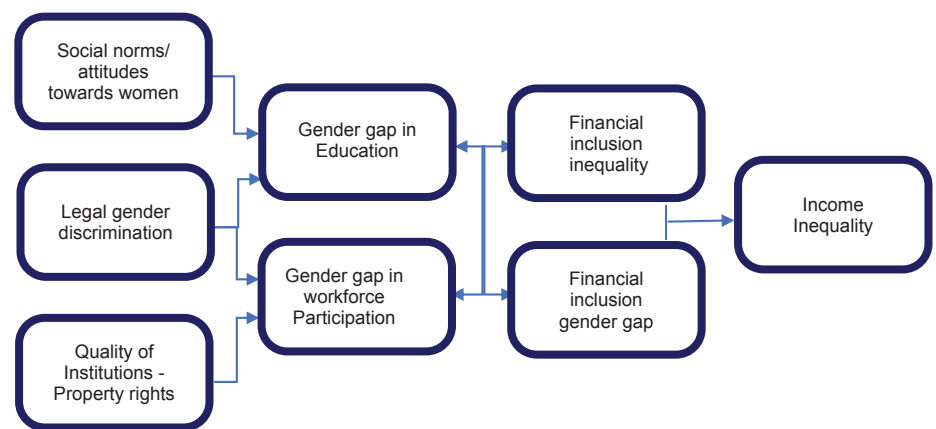 Social norms/
attitudes
towards women
Legal gender
discrimination
Quality of
Institutions -
Property rights
Gender gap in
Education
Gender gap in
workforce
Participation
Financial
inclusion
inequality
Financial
inclusion
gender gap
Income
Inequality